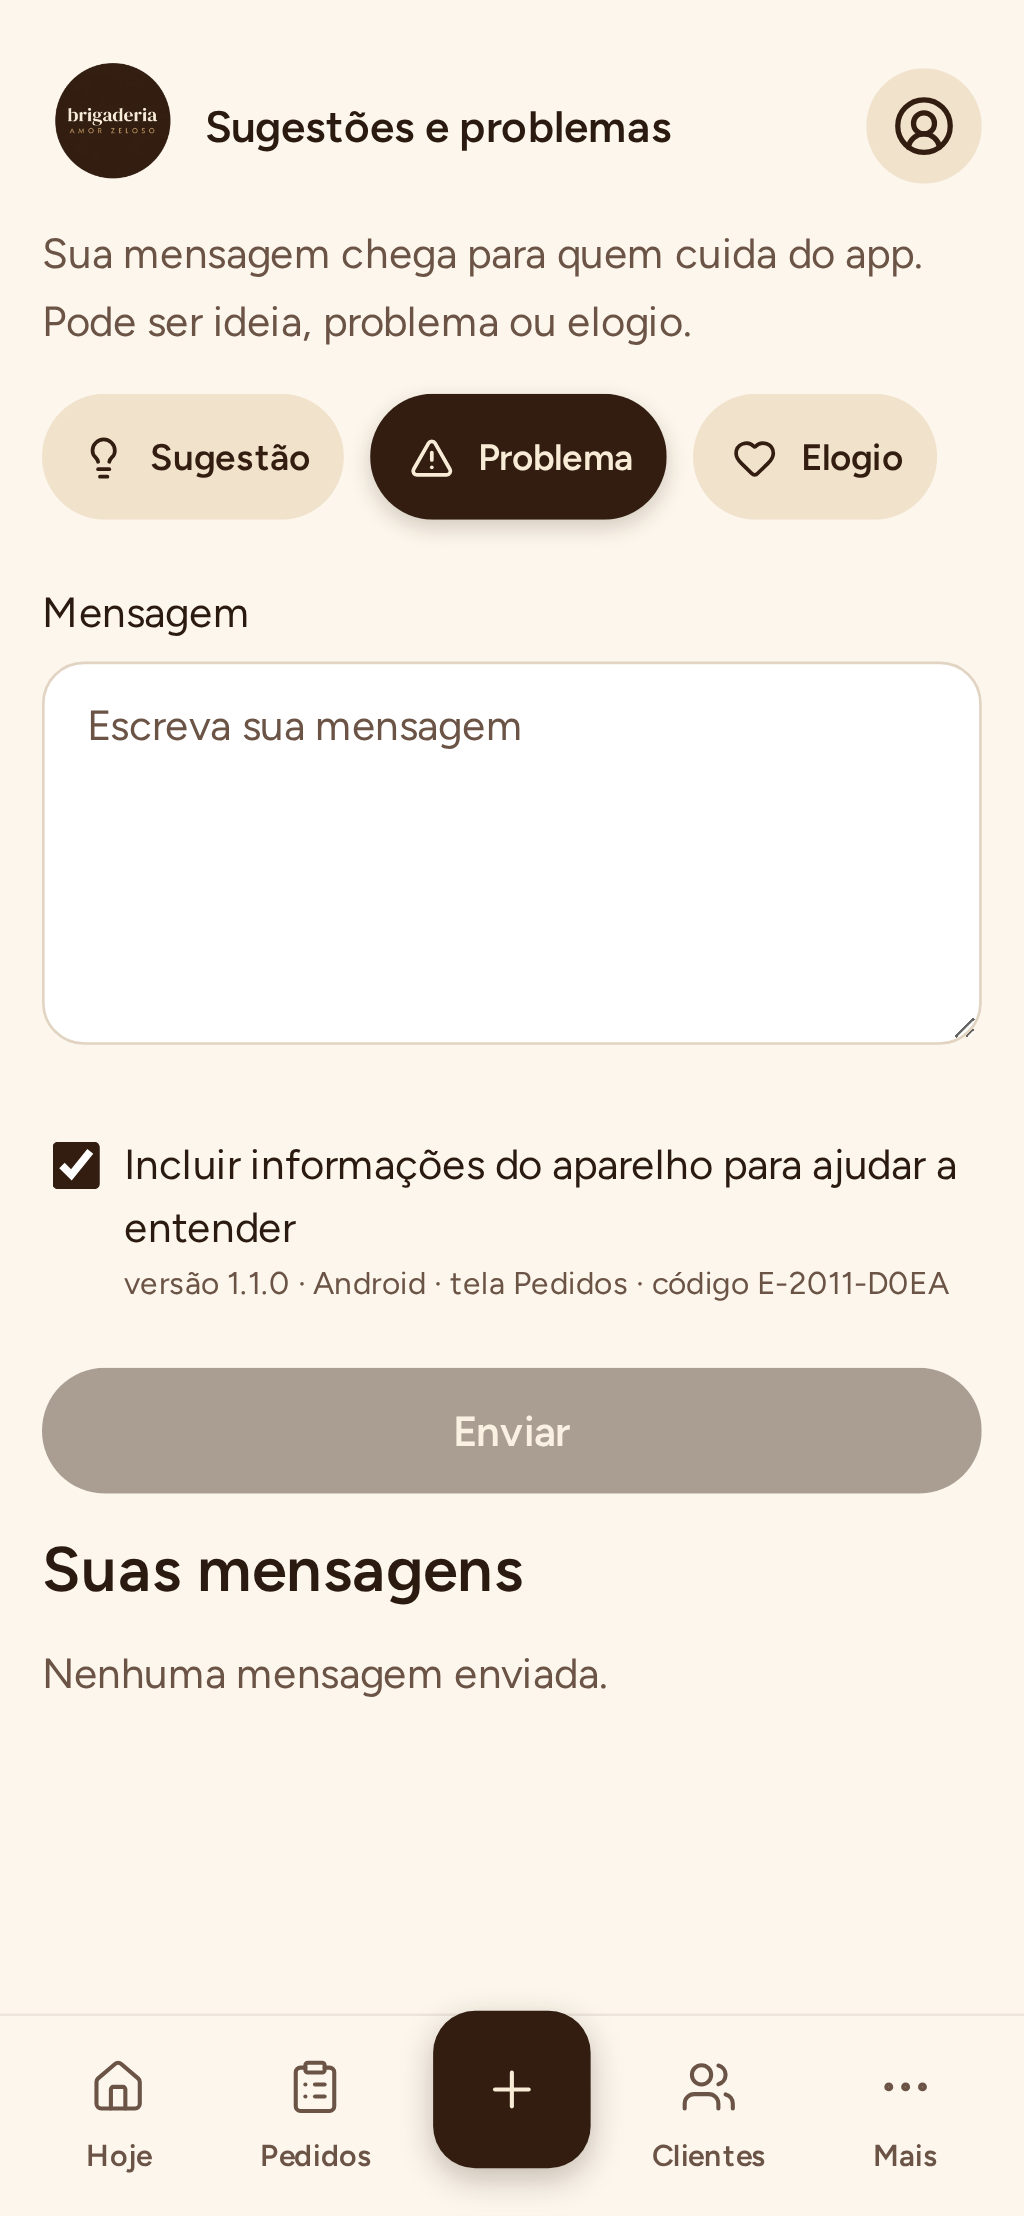 brigaderia
AMOR ZELOSO
Sugestões e problemas
Sua mensagem chega para quem cuida do app.
Pode ser ideia, problema ou elogio.
Sugestão
Problema
Elogio
Mensagem
Escreva sua mensagem
Incluir informações do aparelho para ajudar a
entender
versão 1.1.0 · Android · tela Pedidos · código E-2011-D0EA
Enviar
Suas mensagens
Nenhuma mensagem enviada.
Hoje
Pedidos
Clientes
Mais